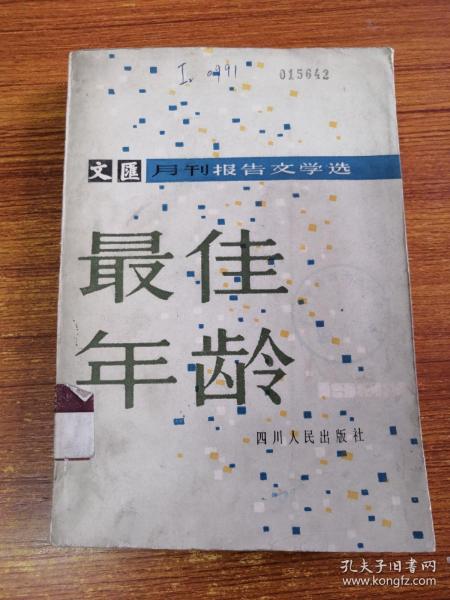 I. 0991
015642
文匯月刊报告文学选
最佳
年龄
四川人民出版社
孔夫子旧书网
www.kongfz.com